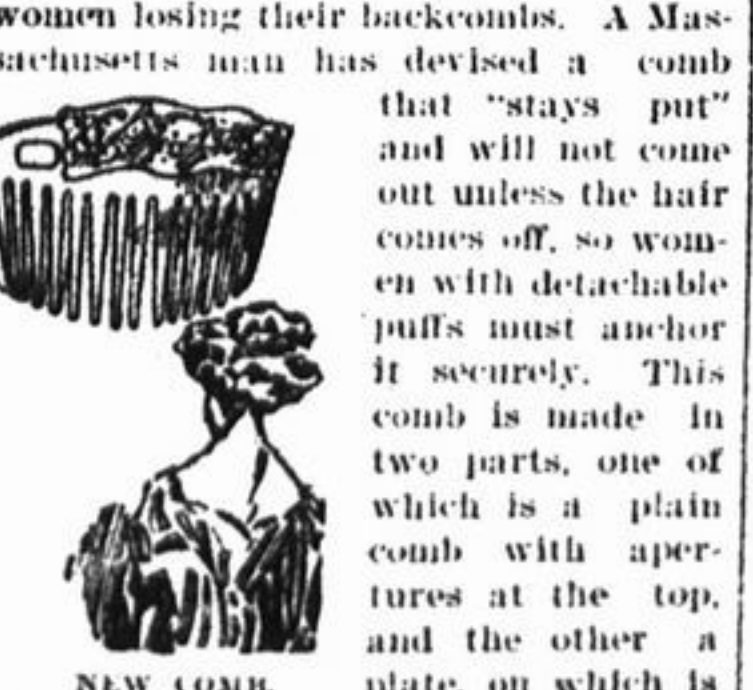 women losing their backcombs. A Mas-
sachusetts man has devised a comb
that "stays put"
and will not come
out unless the hair
comes off, so wom-
en with detachable
puffs must anchor
it securely. This
comb is made in
two parts, one of
which is a plain
comb with aper-
tures at the top,
and the other a
plate, on which is
NEW COMB.